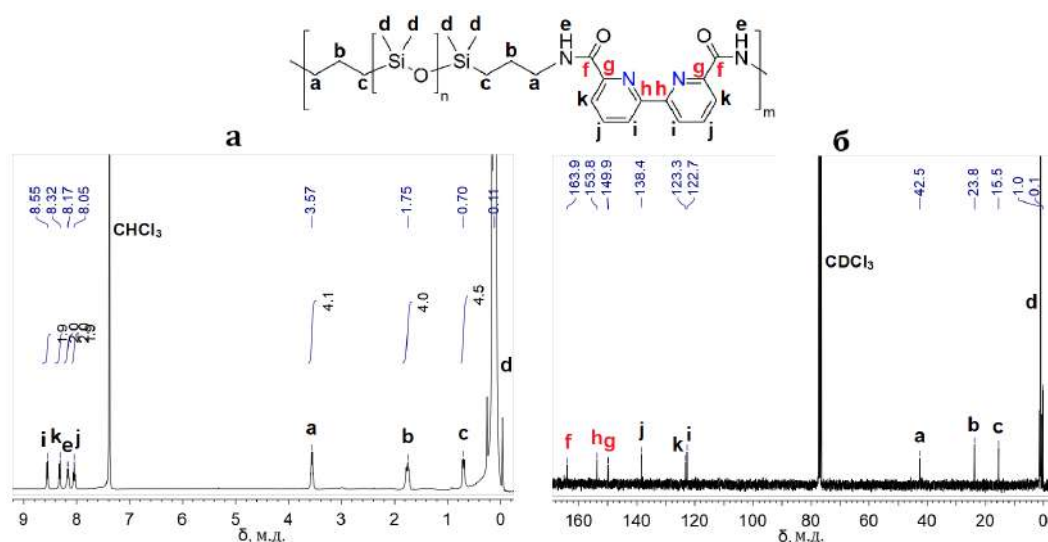 d d d d
e e
b b
H N O O H N
Si O n Si
a c c a
f g N h h N g f
k k
j i i j
m
а б
8.55 8.32 8.17 8.05 3.57 1.75 0.70 0.11
163.9 153.8 149.9 138.4 123.3 122.7 42.5 23.8 15.5 1.0 0.1
CHCl3
CDCl3
1.9 2.0 2.0 1.9 4.1 4.0 4.5
d
d
i k e j a b c
f h g j k i a b c
9 8 7 6 5 4 3 2 1 0
160 140 120 100 80 60 40 20 0
δ, м.д.
δ, м.д.